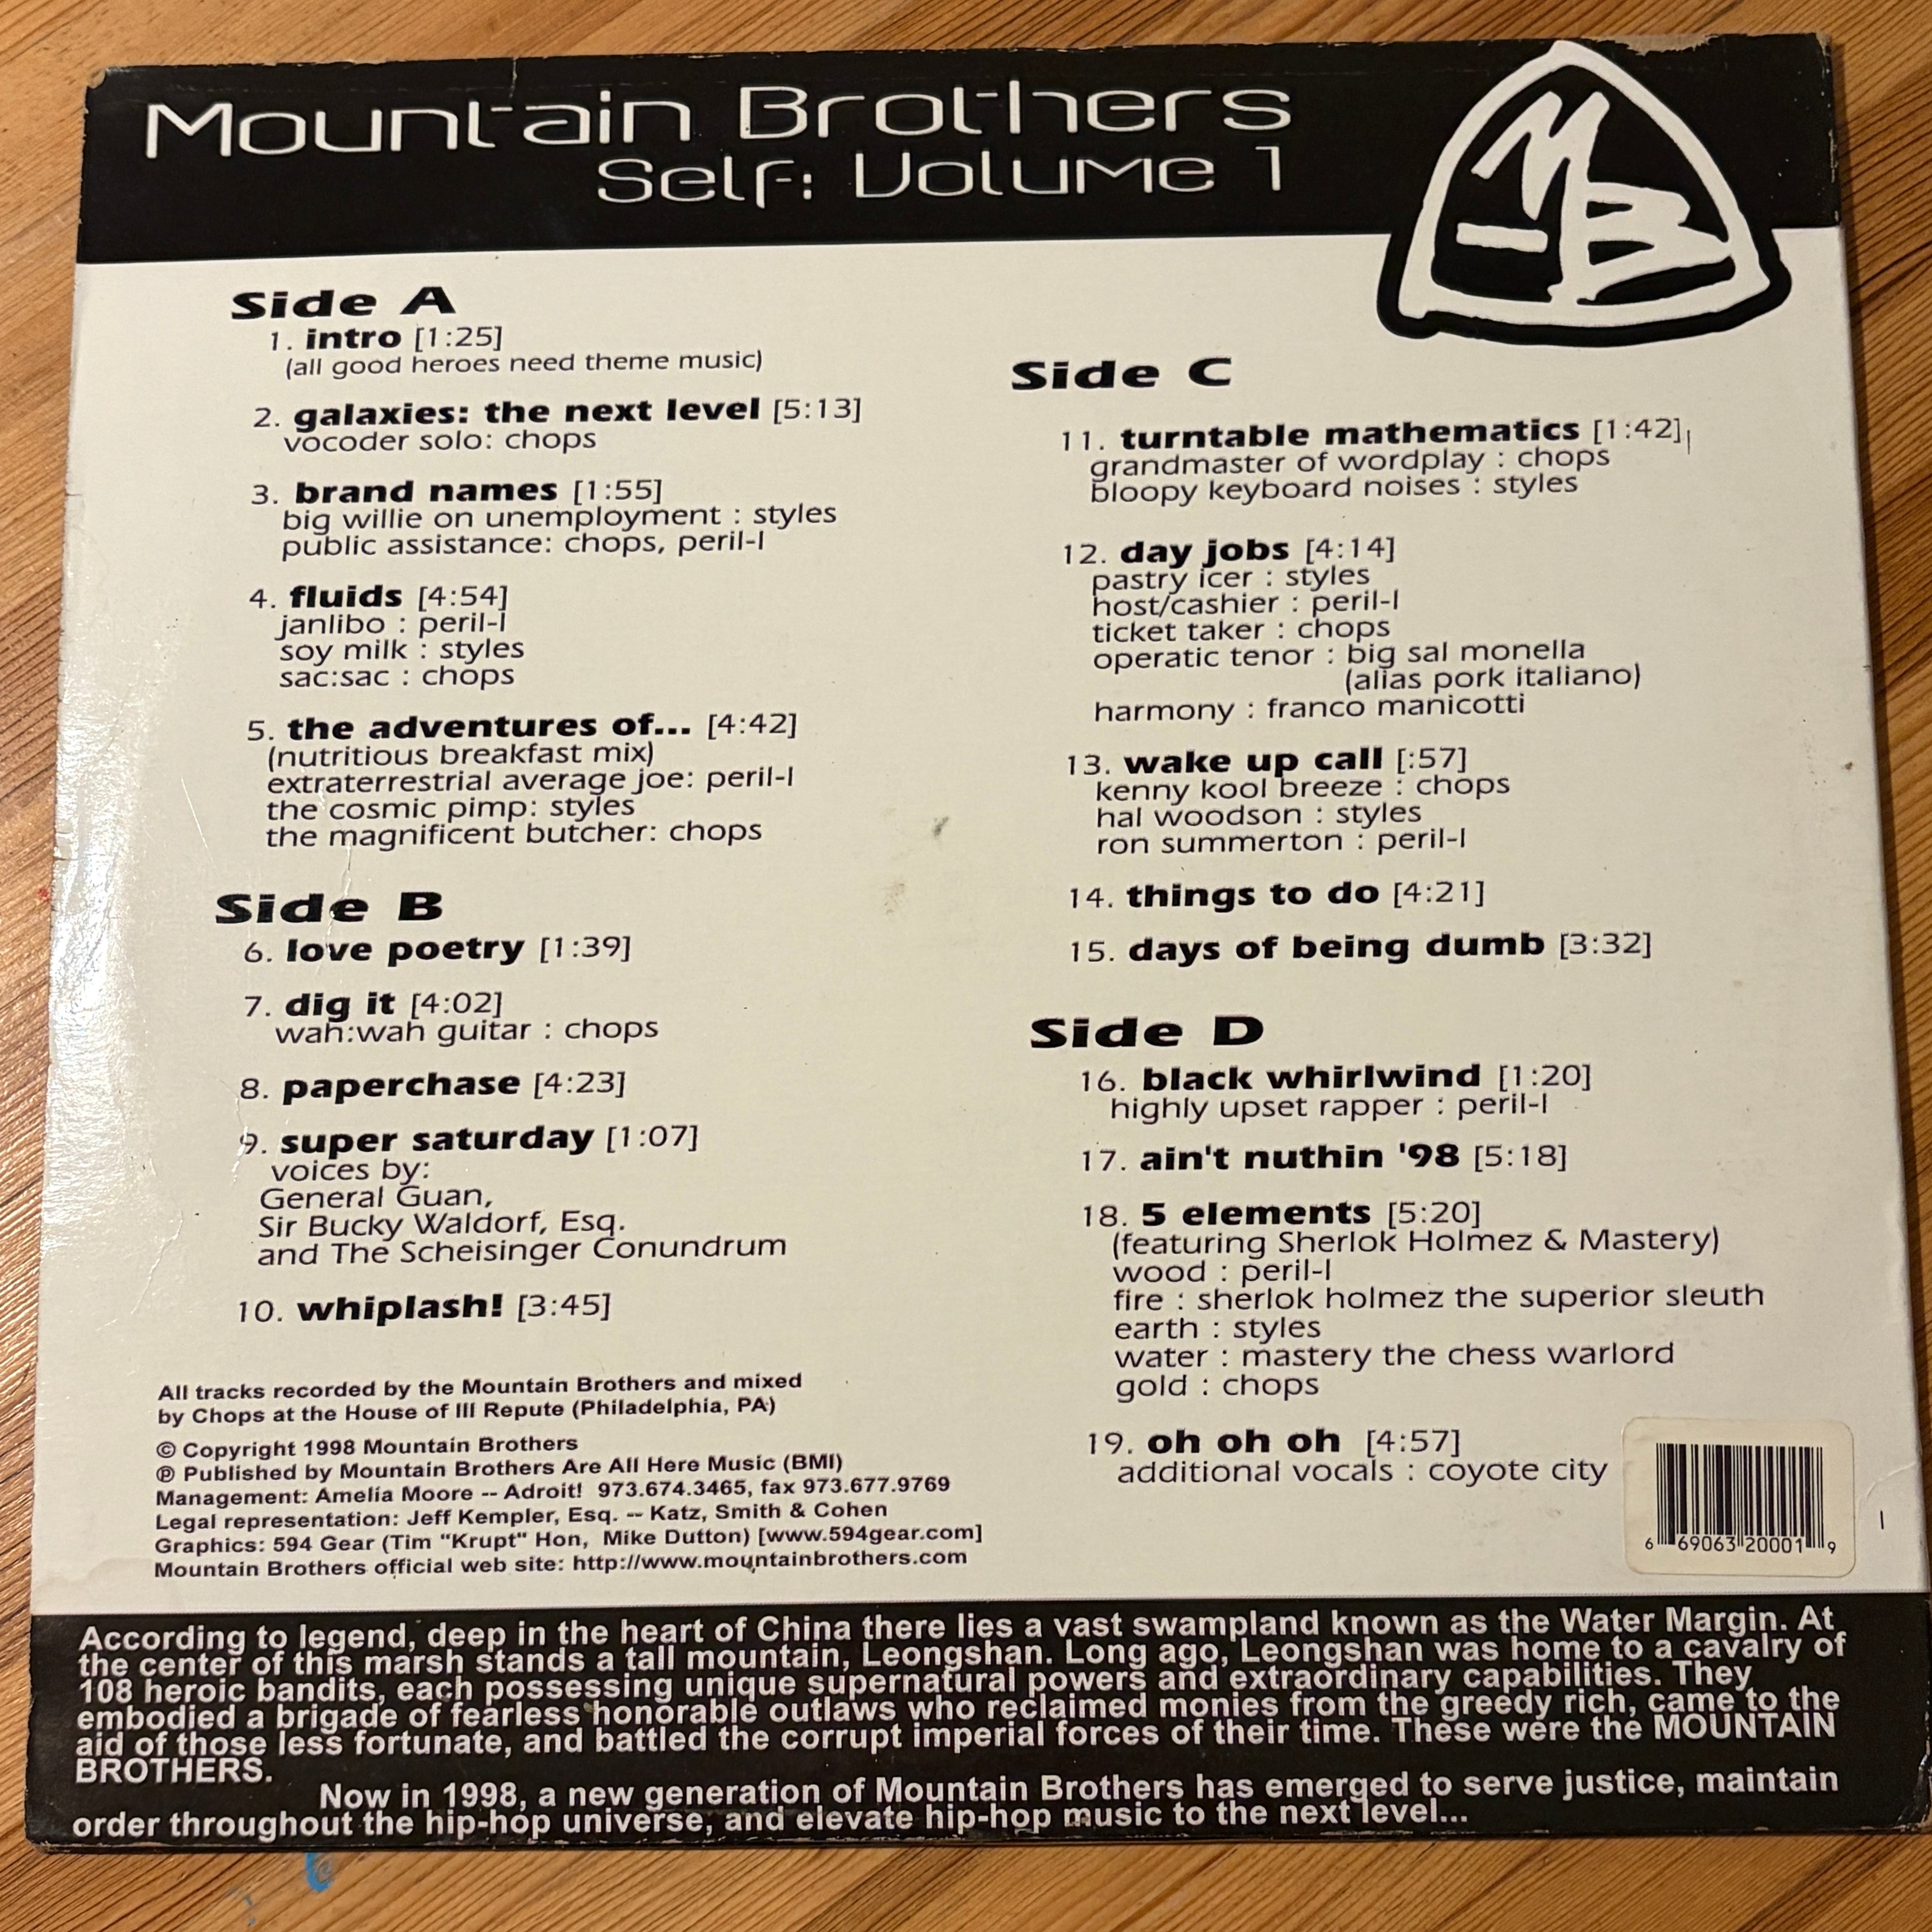 Mountain Brothers
Self: Volume 1
MB
Side A
1. intro [1:25]
(all good heroes need theme music)
2. galaxies: the next level [5:13]
vocoder solo: chops
3. brand names [1:55]
big willie on unemployment : styles
public assistance: chops, peril-l
4. fluids [4:54]
janlibo : peril-l
soy milk : styles
sac:sac : chops
5. the adventures of... [4:42]
(nutritious breakfast mix)
extraterrestrial average joe: peril-l
the cosmic pimp: styles
the magnificent butcher: chops
Side B
6. love poetry [1:39]
7. dig it [4:02]
wah:wah guitar : chops
8. paperchase [4:23]
9. super saturday [1:07]
voices by:
General Guan,
Sir Bucky Waldorf, Esq.
and The Scheisinger Conundrum
10. whiplash! [3:45]
All tracks recorded by the Mountain Brothers and mixed
by Chops at the House of Ill Repute (Philadelphia, PA)
© Copyright 1998 Mountain Brothers
℗ Published by Mountain Brothers Are All Here Music (BMI)
Management: Amelia Moore -- Adroit! 973.674.3465, fax 973.677.9769
Legal representation: Jeff Kempler, Esq. -- Katz, Smith & Cohen
Graphics: 594 Gear (Tim "Krupt" Hon, Mike Dutton) [www.594gear.com]
Mountain Brothers official web site: http://www.mountainbrothers.com
Side C
11. turntable mathematics [1:42]
grandmaster of wordplay : chops
bloopy keyboard noises : styles
12. day jobs [4:14]
pastry icer : styles
host/cashier : peril-l
ticket taker : chops
operatic tenor : big sal monella
(alias pork italiano)
harmony : franco manicotti
13. wake up call [:57]
kenny kool breeze : chops
hal woodson : styles
ron summerton : peril-l
14. things to do [4:21]
15. days of being dumb [3:32]
Side D
16. black whirlwind [1:20]
highly upset rapper : peril-l
17. ain't nuthin '98 [5:18]
18. 5 elements [5:20]
(featuring Sherlok Holmez & Mastery)
wood : peril-l
fire : sherlok holmez the superior sleuth
earth : styles
water : mastery the chess warlord
gold : chops
19. oh oh oh [4:57]
additional vocals : coyote city
6 69063 20001 9
According to legend, deep in the heart of China there lies a vast swampland known as the Water Margin. At
the center of this marsh stands a tall mountain, Leongshan. Long ago, Leongshan was home to a cavalry of
108 heroic bandits, each possessing unique supernatural powers and extraordinary capabilities. They
embodied a brigade of fearless honorable outlaws who reclaimed monies from the greedy rich, came to the
aid of those less fortunate, and battled the corrupt imperial forces of their time. These were the MOUNTAIN
BROTHERS.
Now in 1998, a new generation of Mountain Brothers has emerged to serve justice, maintain
order throughout the hip-hop universe, and elevate hip-hop music to the next level...